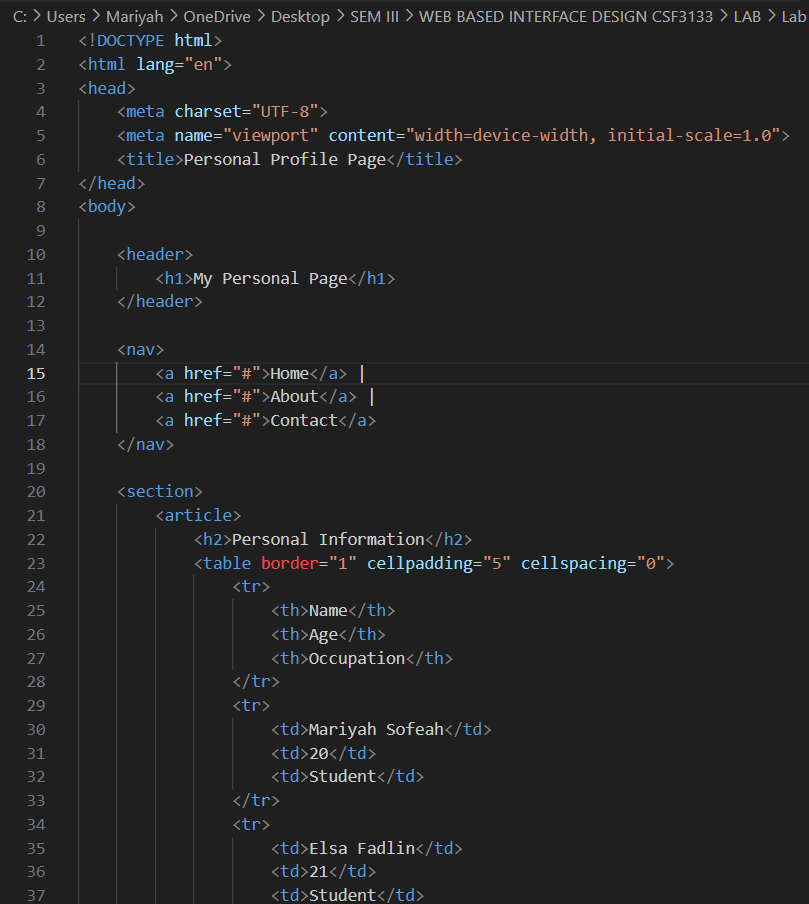 C: > Users > Mariyah > OneDrive > Desktop > SEM III > WEB BASED INTERFACE DESIGN CSF3133 > LAB > Lab
1 <!DOCTYPE html>
2 <html lang="en">
3 <head>
4     <meta charset="UTF-8">
5     <meta name="viewport" content="width=device-width, initial-scale=1.0">
6     <title>Personal Profile Page</title>
7 </head>
8 <body>
9
10     <header>
11         <h1>My Personal Page</h1>
12     </header>
13
14     <nav>
15         <a href="#">Home</a> |
16         <a href="#">About</a> |
17         <a href="#">Contact</a>
18     </nav>
19
20     <section>
21         <article>
22             <h2>Personal Information</h2>
23             <table border="1" cellpadding="5" cellspacing="0">
24                 <tr>
25                     <th>Name</th>
26                     <th>Age</th>
27                     <th>Occupation</th>
28                 </tr>
29                 <tr>
30                     <td>Mariyah Sofeah</td>
31                     <td>20</td>
32                     <td>Student</td>
33                 </tr>
34                 <tr>
35                     <td>Elsa Fadlin</td>
36                     <td>21</td>
37                     <td>Student</td>